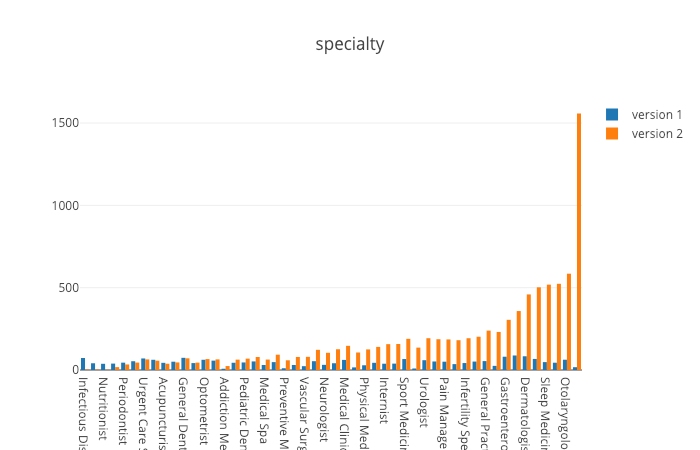 specialty
version 1
version 2
1500
1000
500
0
Infectious Dis
Nutritionist
Periodontist
Urgent Care S
Acupuncturis
General Dent
Optometrist
Addiction Me
Pediatric Den
Medical Spa
Preventive M
Vascular Surg
Neurologist
Medical Clinic
Physical Med
Internist
Sport Medicin
Urologist
Pain Manage
Infertility Spe
General Pract
Gastroentero
Dermatologis
Sleep Medicin
Otolaryngolo